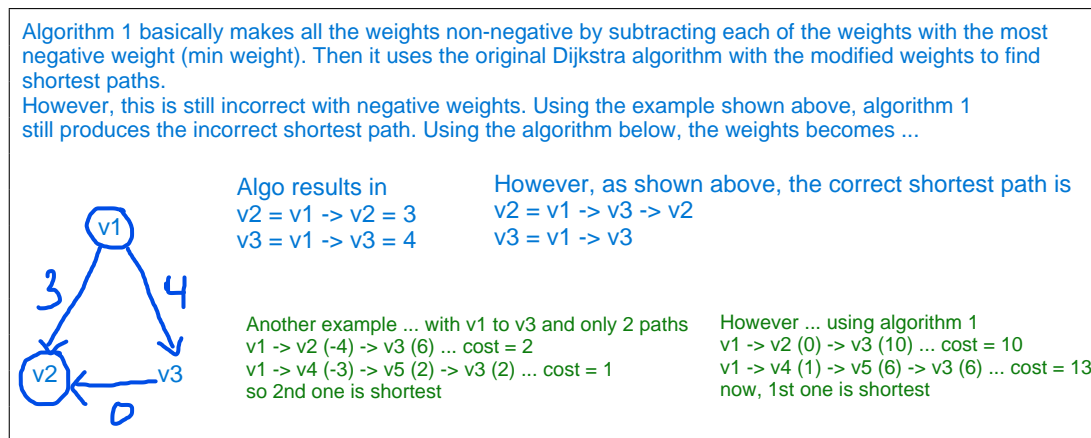 Algorithm 1 basically makes all the weights non-negative by subtracting each of the weights with the most
negative weight (min weight). Then it uses the original Dijkstra algorithm with the modified weights to find
shortest paths.
However, this is still incorrect with negative weights. Using the example shown above, algorithm 1
still produces the incorrect shortest path. Using the algorithm below, the weights becomes ...
Algo results in
v2 = v1 -> v2 = 3
v3 = v1 -> v3 = 4
However, as shown above, the correct shortest path is
v2 = v1 -> v3 -> v2
v3 = v1 -> v3
v1
3
4
v2
v3
0
Another example ... with v1 to v3 and only 2 paths
v1 -> v2 (-4) -> v3 (6) ... cost = 2
v1 -> v4 (-3) -> v5 (2) -> v3 (2) ... cost = 1
so 2nd one is shortest
However ... using algorithm 1
v1 -> v2 (0) -> v3 (10) ... cost = 10
v1 -> v4 (1) -> v5 (6) -> v3 (6) ... cost = 13
now, 1st one is shortest